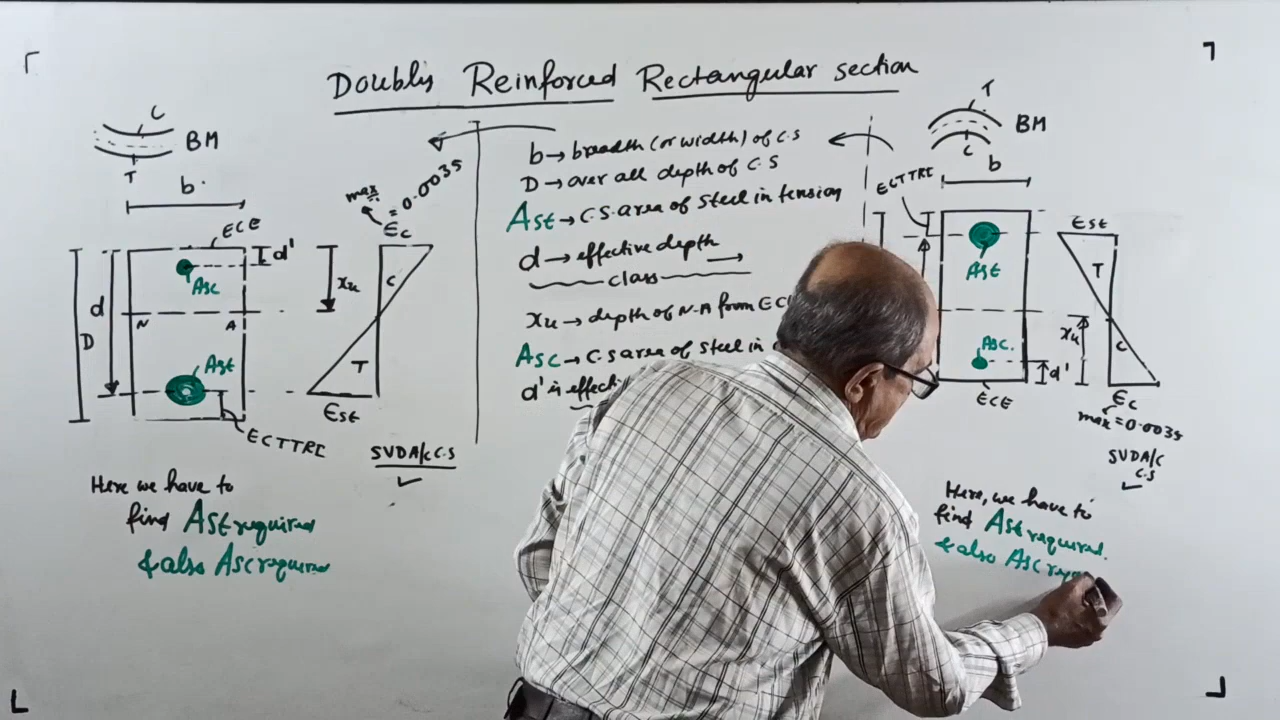 Doubly Reinforced Rectangular section
C
BM
T
b
ECE
d'
Asc
d
D
N A
Ast
ECTTRC
max
Ec = 0.0035
xu
C
T
Est
SVDA/C C.S
Here we have to
find Ast required
& also Asc required
b → breadth (or width) of C.S
D → over all depth of C.S
Ast → C.S. area of steel in tension
d → effective depth
class
xu → depth of N.A from
Asc → C.S area of steel in
d' is
T
BM
C
b
ECTTRC
Ast
Asc.
d'
ECE
Est
T
xu
C
Ec
max = 0.0035
SVDA/C
C.S
Here, we have to
find Ast required.
& also Asc